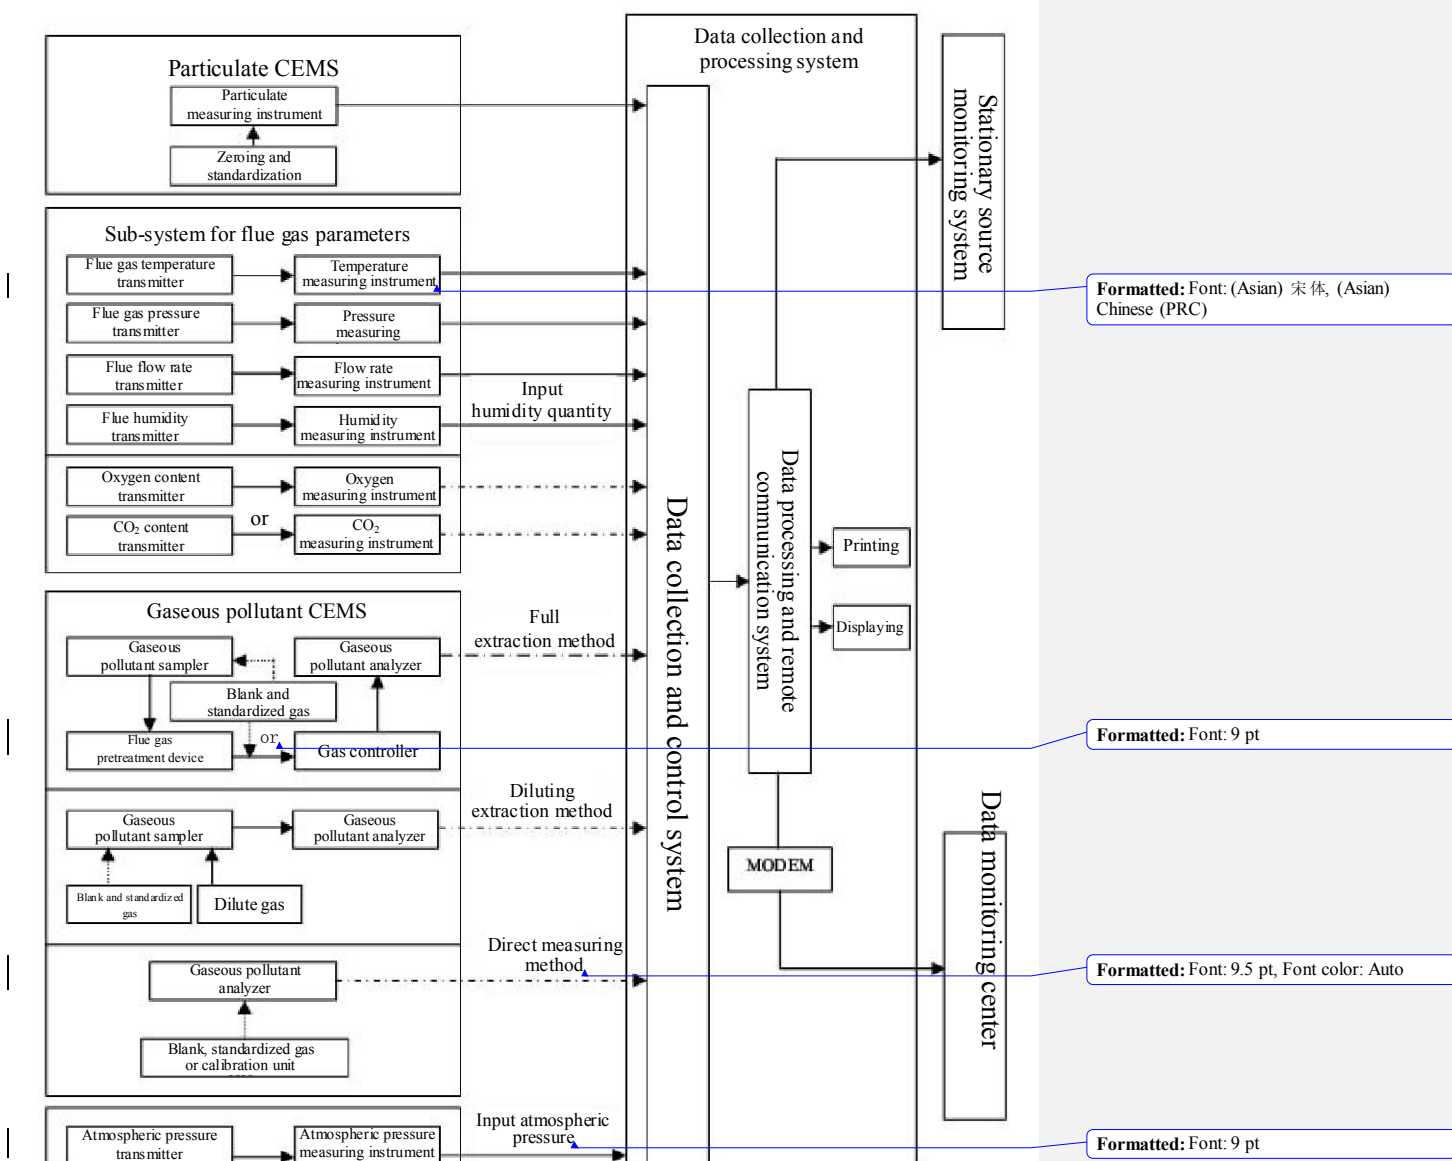 Data collection and
processing system
Particulate CEMS
Particulate
measuring instrument
Zeroing and
standardization
Stationary source
monitoring system
Sub-system for flue gas parameters
Flue gas temperature
transmitter
Temperature
measuring instrument
Flue gas pressure
transmitter
Pressure
measuring
Flue flow rate
transmitter
Flow rate
measuring instrument
Flue humidity
transmitter
Humidity
measuring instrument
Input
humidity quantity
Oxygen content
transmitter
Oxygen
measuring instrument
CO2 content
transmitter
or
CO2
measuring instrument
Data collection and control system
Data processing and remote
communication system
Printing
Displaying
Gaseous pollutant CEMS
Full
extraction method
Gaseous
pollutant sampler
Gaseous
pollutant analyzer
Blank and
standardized gas
Flue gas
pretreatment device
or
Gas controller
Diluting
extraction method
Gaseous
pollutant sampler
Gaseous
pollutant analyzer
Blank and standardized
gas
Dilute gas
MODEM
Data monitoring center
Direct measuring
method
Gaseous pollutant
analyzer
Blank, standardized gas
or calibration unit
Input atmospheric
pressure
Atmospheric pressure
transmitter
Atmospheric pressure
measuring instrument
Formatted: Font: (Asian) 宋体, (Asian)
Chinese (PRC)
Formatted: Font: 9 pt
Formatted: Font: 9.5 pt, Font color: Auto
Formatted: Font: 9 pt